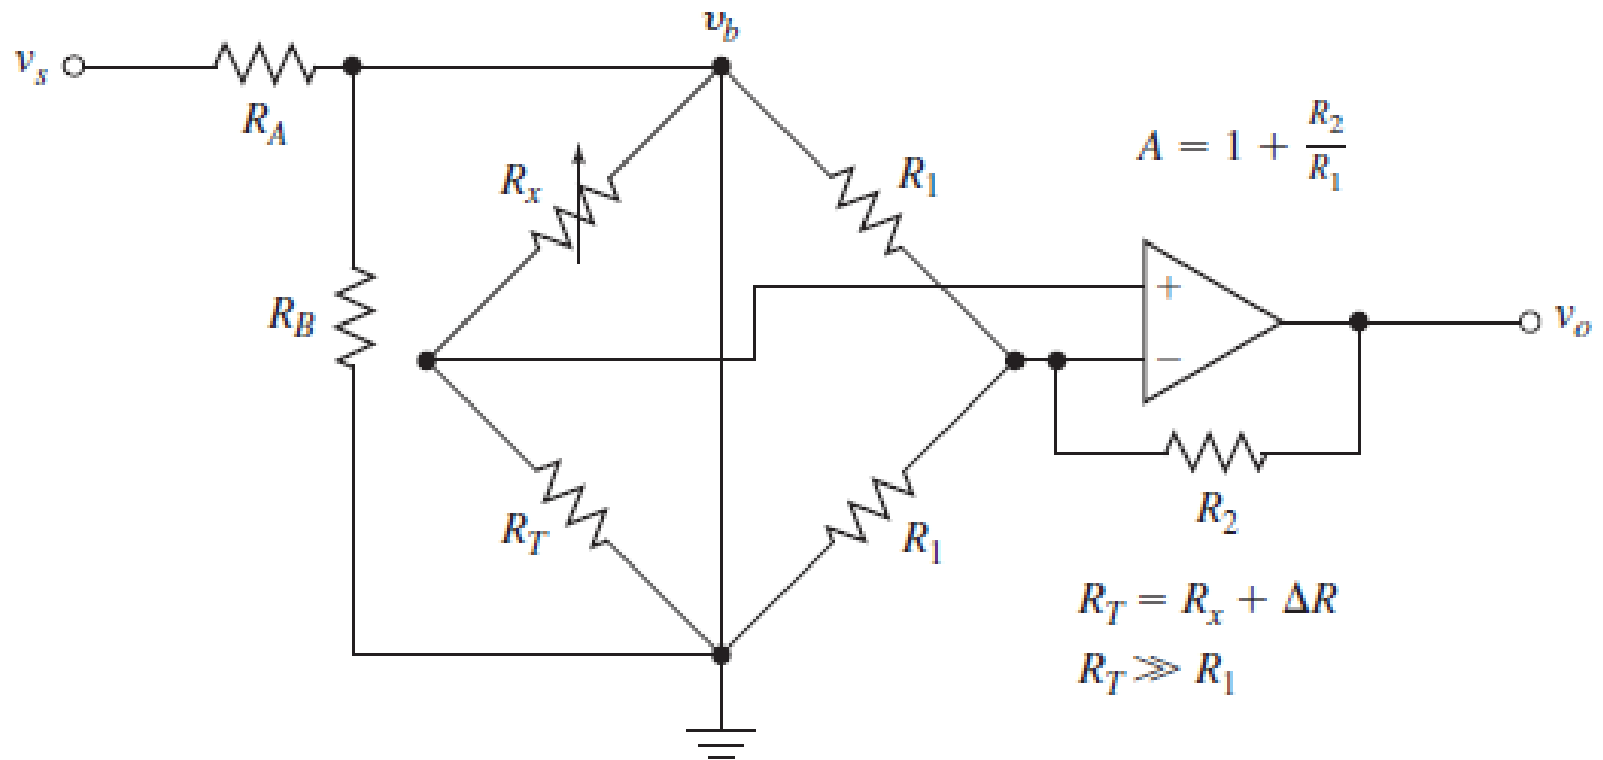 v_b
v_s
R_A
A = 1 + R_2/R_1
R_x
R_1
+
R_B
v_o
−
R_T
R_1
R_2
R_T = R_x + ΔR
R_T ≫ R_1